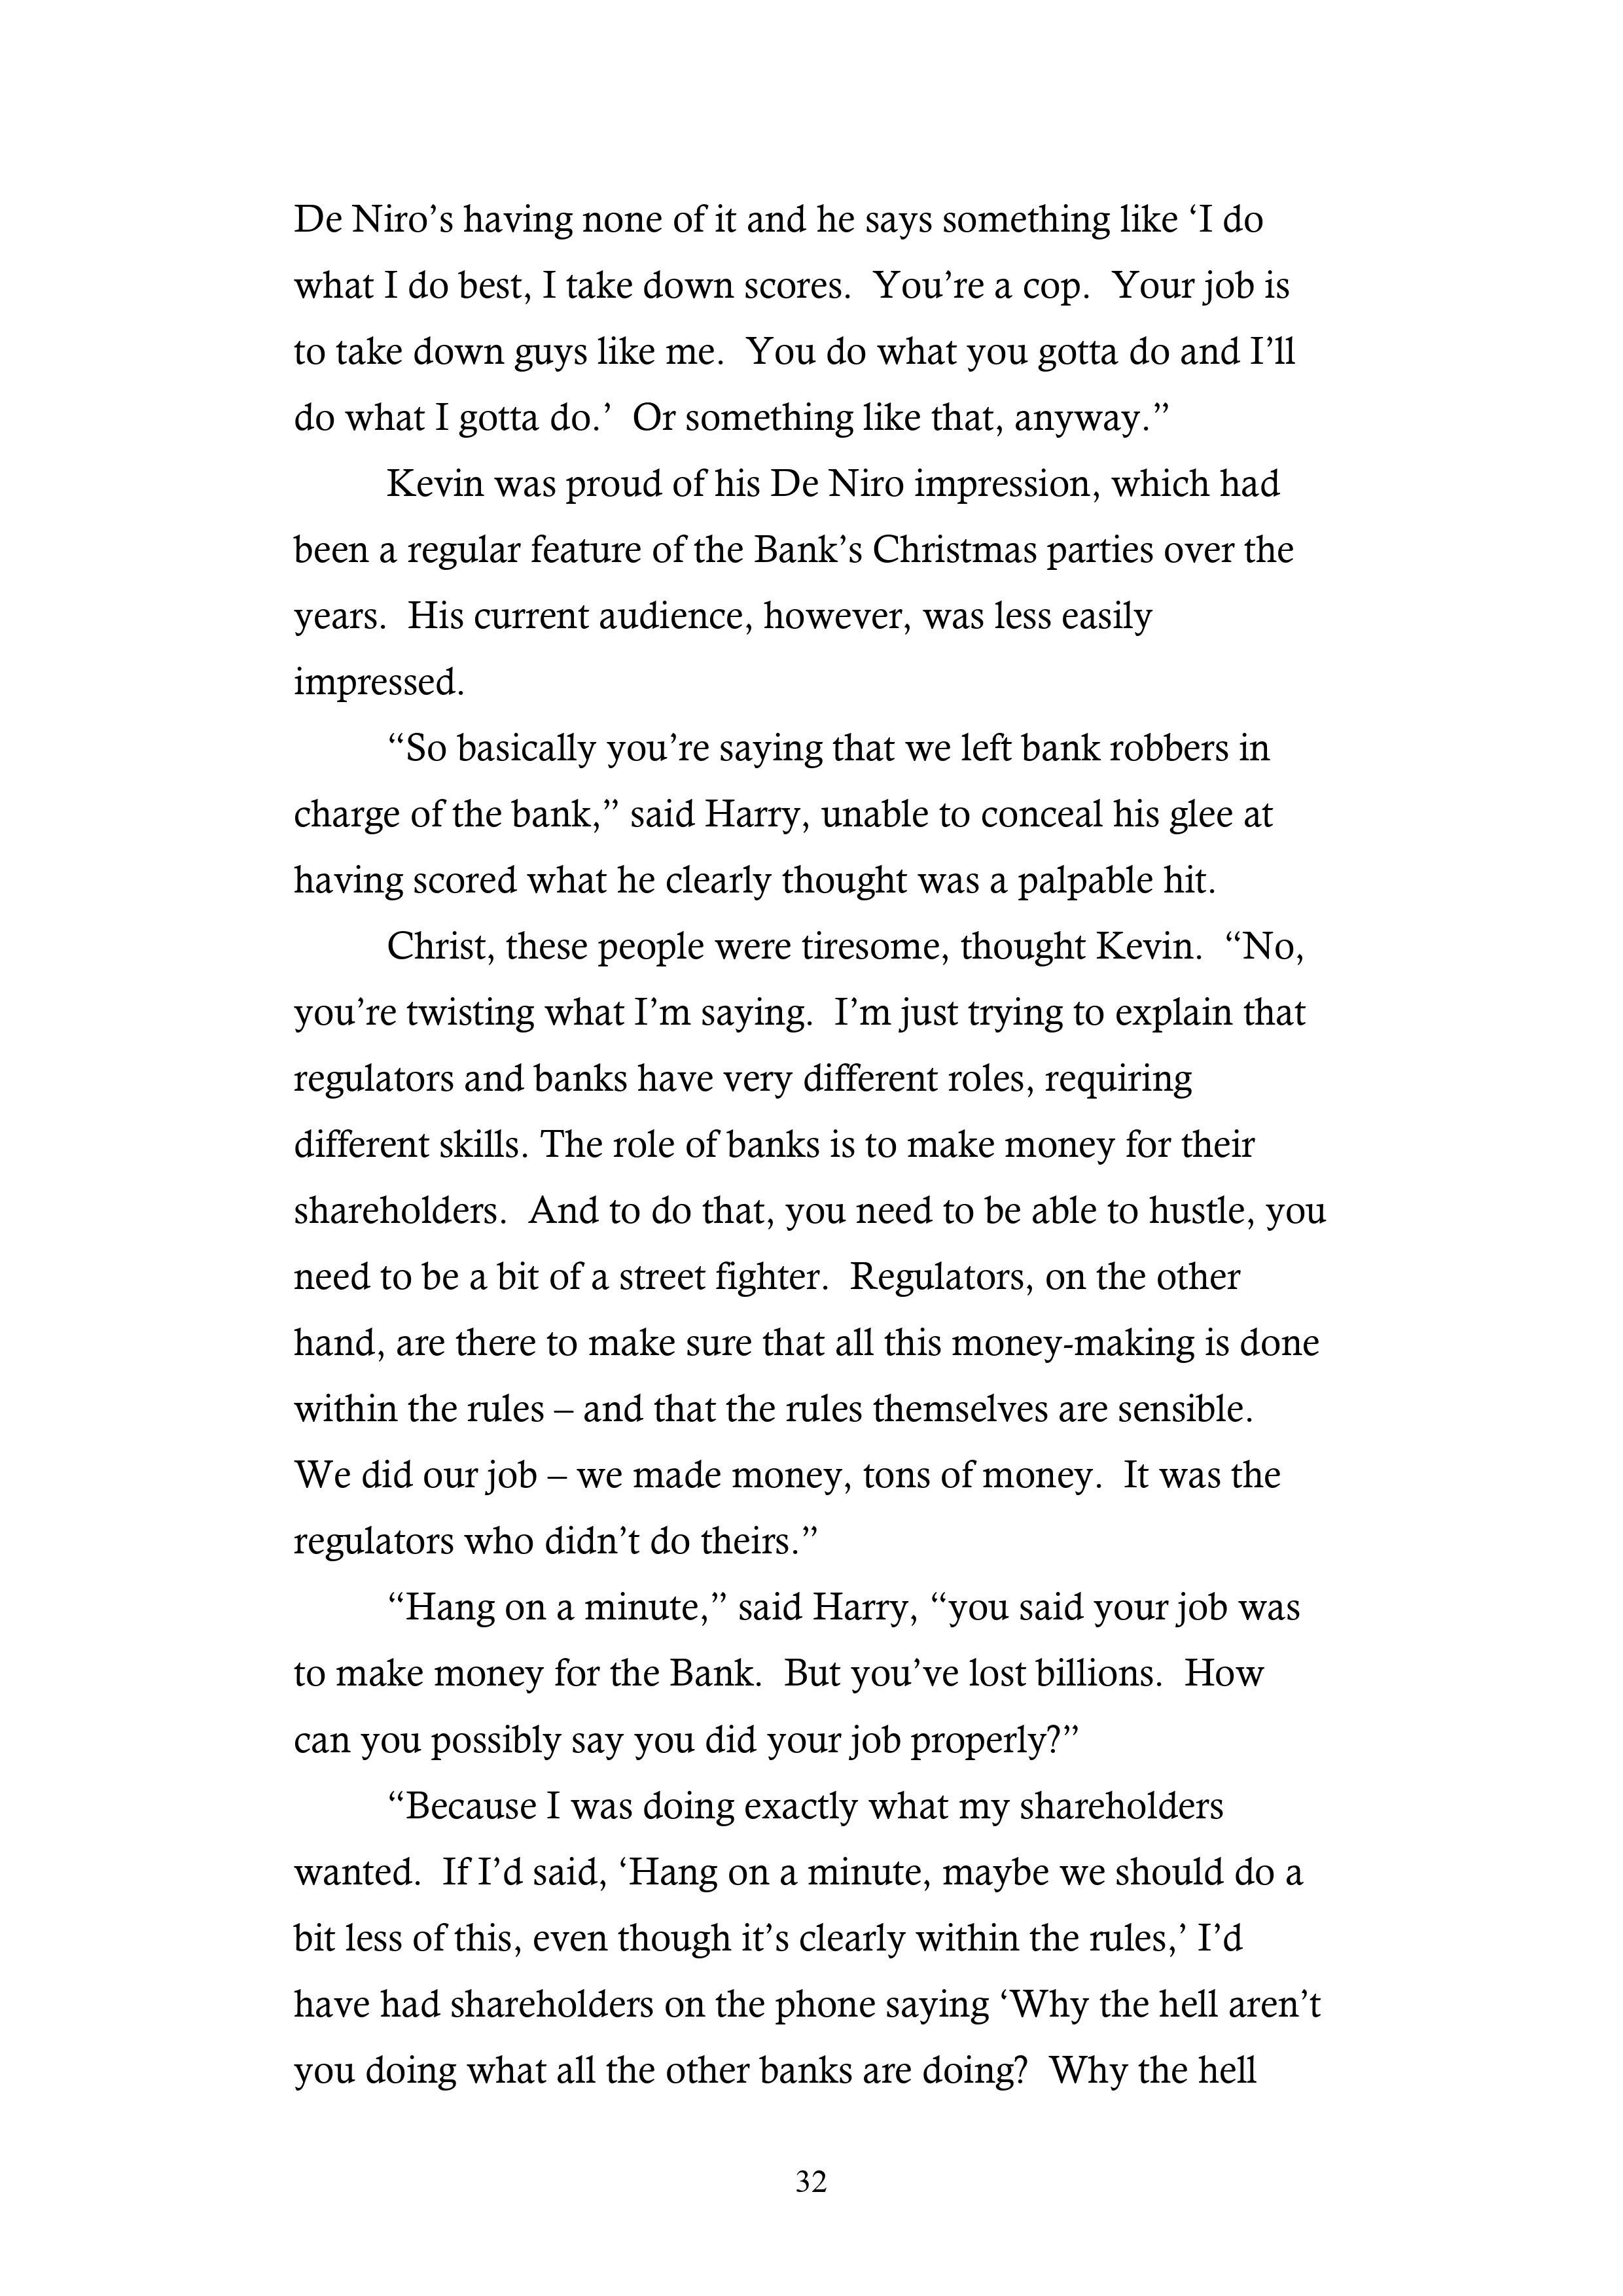 De Niro’s having none of it and he says something like ‘I do
what I do best, I take down scores.  You’re a cop.  Your job is
to take down guys like me.  You do what you gotta do and I’ll
do what I gotta do.’  Or something like that, anyway.”
Kevin was proud of his De Niro impression, which had
been a regular feature of the Bank’s Christmas parties over the
years.  His current audience, however, was less easily
impressed.
“So basically you’re saying that we left bank robbers in
charge of the bank,” said Harry, unable to conceal his glee at
having scored what he clearly thought was a palpable hit.
Christ, these people were tiresome, thought Kevin.  “No,
you’re twisting what I’m saying.  I’m just trying to explain that
regulators and banks have very different roles, requiring
different skills. The role of banks is to make money for their
shareholders.  And to do that, you need to be able to hustle, you
need to be a bit of a street fighter.  Regulators, on the other
hand, are there to make sure that all this money-making is done
within the rules – and that the rules themselves are sensible.
We did our job – we made money, tons of money.  It was the
regulators who didn’t do theirs.”
“Hang on a minute,” said Harry, “you said your job was
to make money for the Bank.  But you’ve lost billions.  How
can you possibly say you did your job properly?”
“Because I was doing exactly what my shareholders
wanted.  If I’d said, ‘Hang on a minute, maybe we should do a
bit less of this, even though it’s clearly within the rules,’ I’d
have had shareholders on the phone saying ‘Why the hell aren’t
you doing what all the other banks are doing?  Why the hell
32